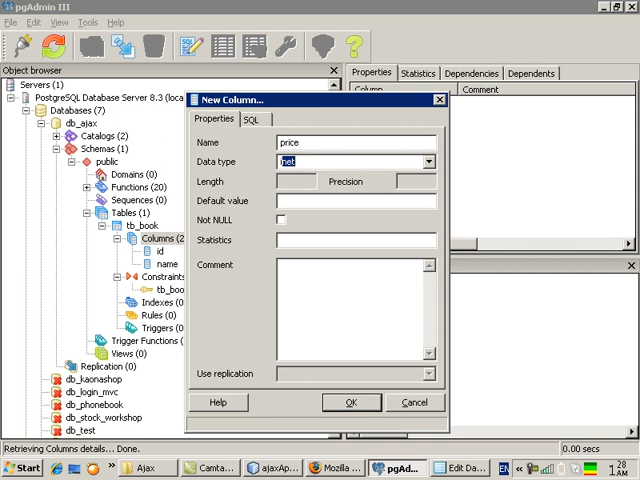 pgAdmin III
File Edit View Tools Help
Object browser
Servers (1)
PostgreSQL Database Server 8.3 (loca
Databases (7)
db_ajax
Catalogs (2)
Schemas (1)
public
Domains (0)
Functions (20)
Sequences (0)
Tables (1)
tb_book
Columns (2
id
name
Constraints
tb_boo
Indexes (0
Rules (0)
Triggers (0
Trigger Functions (
Views (0)
Replication (0)
db_kaonashop
db_login_mvc
db_phonebook
db_stock_workshop
db_test
Properties Statistics Dependencies Dependents
Column Comment
New Column...
Properties SQL
Name price
Data type
Length Precision
Default value
Not NULL
Statistics
Comment
Use replication
Help OK Cancel
Retrieving Columns details... Done. 0.00 secs
Start Ajax Camta... ajaxAp... Mozilla ... pgAd... Edit Da... EN 1:28 AM